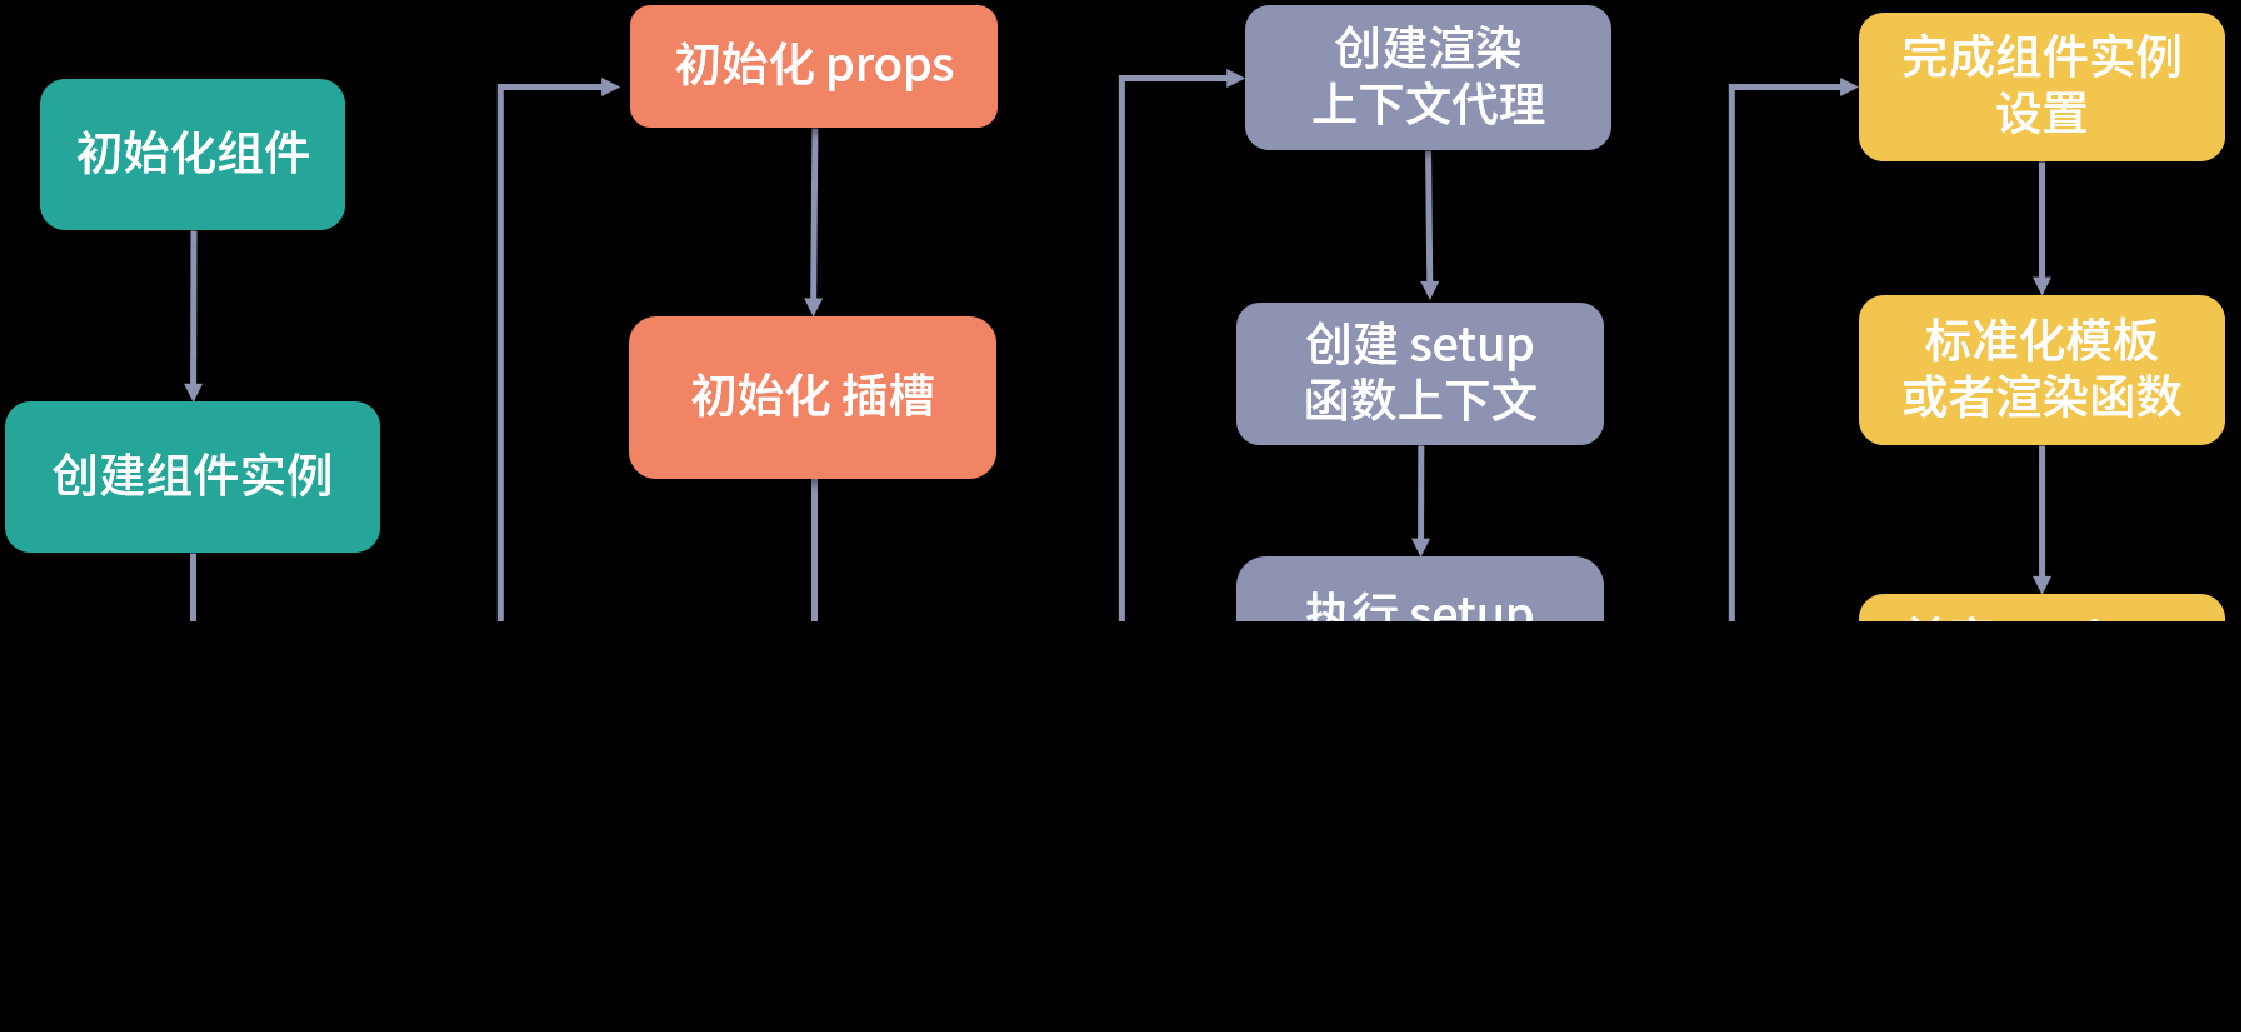 初始化组件
创建组件实例
初始化 props
初始化 插槽
创建渲染
上下文代理
创建 setup
函数上下文
执行 setup
完成组件实例
设置
标准化模板
或者渲染函数